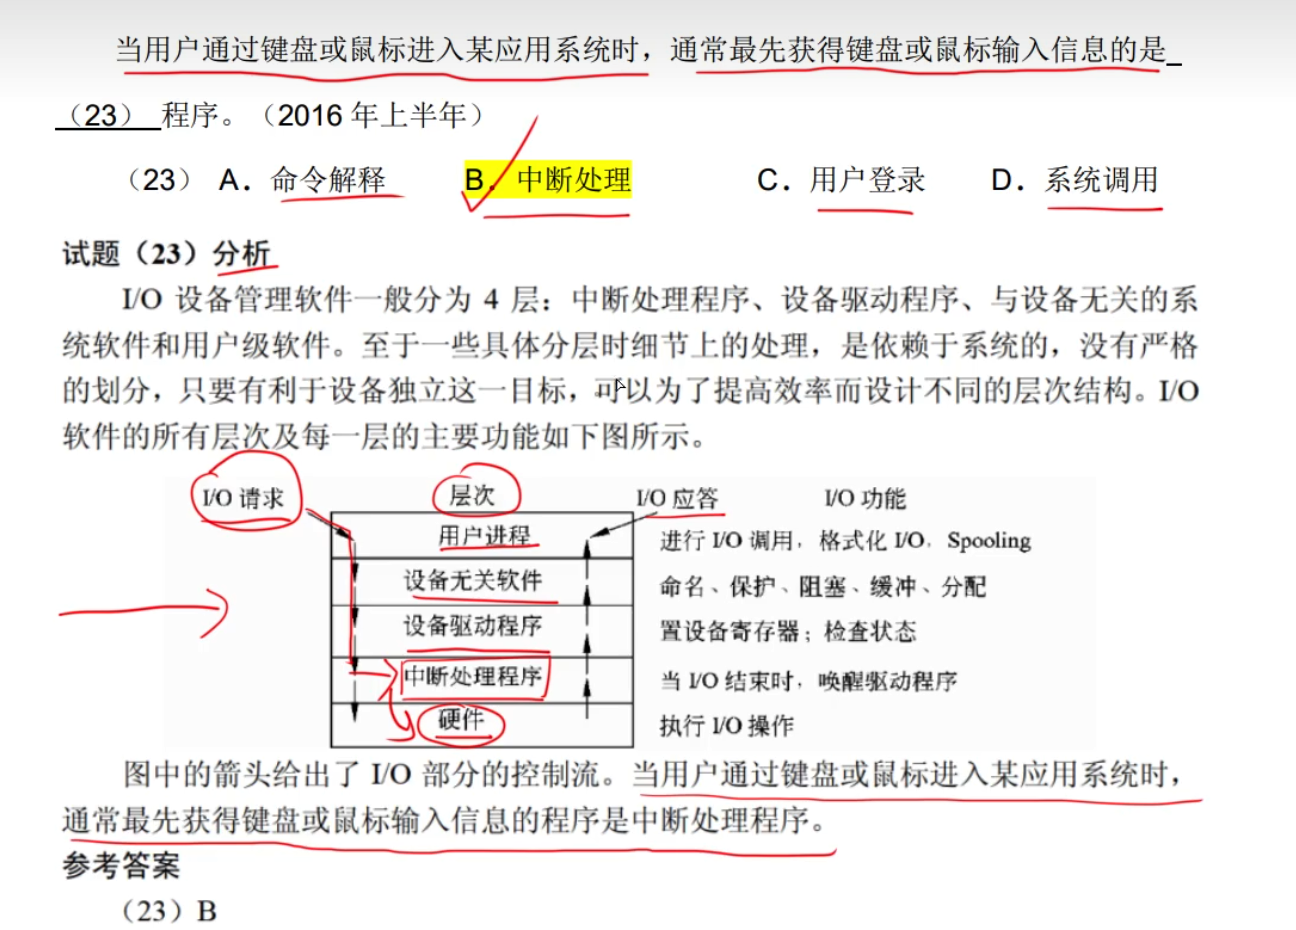 当用户通过键盘或鼠标进入某应用系统时，通常最先获得键盘或鼠标输入信息的是_
（23） 程序。（2016 年上半年）
（23） A．命令解释 B．中断处理 C．用户登录 D．系统调用
试题（23）分析
I/O 设备管理软件一般分为 4 层：中断处理程序、设备驱动程序、与设备无关的系
统软件和用户级软件。至于一些具体分层时细节上的处理，是依赖于系统的，没有严格
的划分，只要有利于设备独立这一目标，可以为了提高效率而设计不同的层次结构。I/O
软件的所有层次及每一层的主要功能如下图所示。
I/O 请求 层次 I/O 应答 I/O 功能
用户进程 进行 I/O 调用，格式化 I/O，Spooling
设备无关软件 命名、保护、阻塞、缓冲、分配
设备驱动程序 置设备寄存器；检查状态
中断处理程序 当 I/O 结束时，唤醒驱动程序
硬件 执行 I/O 操作
图中的箭头给出了 I/O 部分的控制流。当用户通过键盘或鼠标进入某应用系统时，
通常最先获得键盘或鼠标输入信息的程序是中断处理程序。
参考答案
（23）B